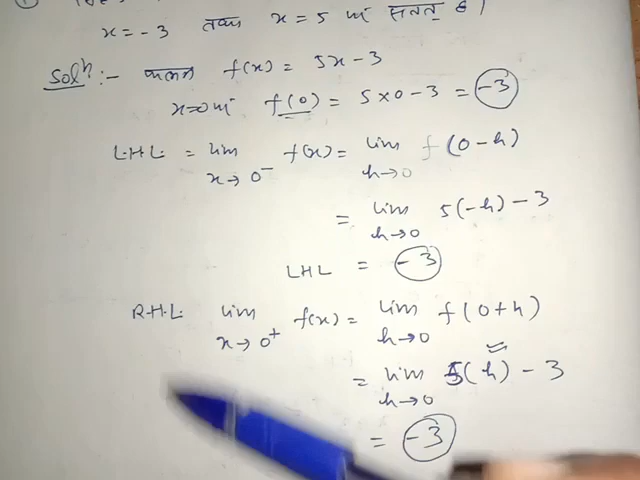 x = -3 तथा x = 5 पर सतत है।
Solⁿ:- फलन f(x) = 5x - 3
x=0 पर f(0) = 5×0-3 = -3
L.H.L. = lim x→0⁻ f(x) = lim h→0 f(0-h)
= lim h→0 5(-h) - 3
LHL = -3
R.H.L. lim x→0⁺ f(x) = lim h→0 f(0+h)
= lim h→0 5(h) - 3
= -3